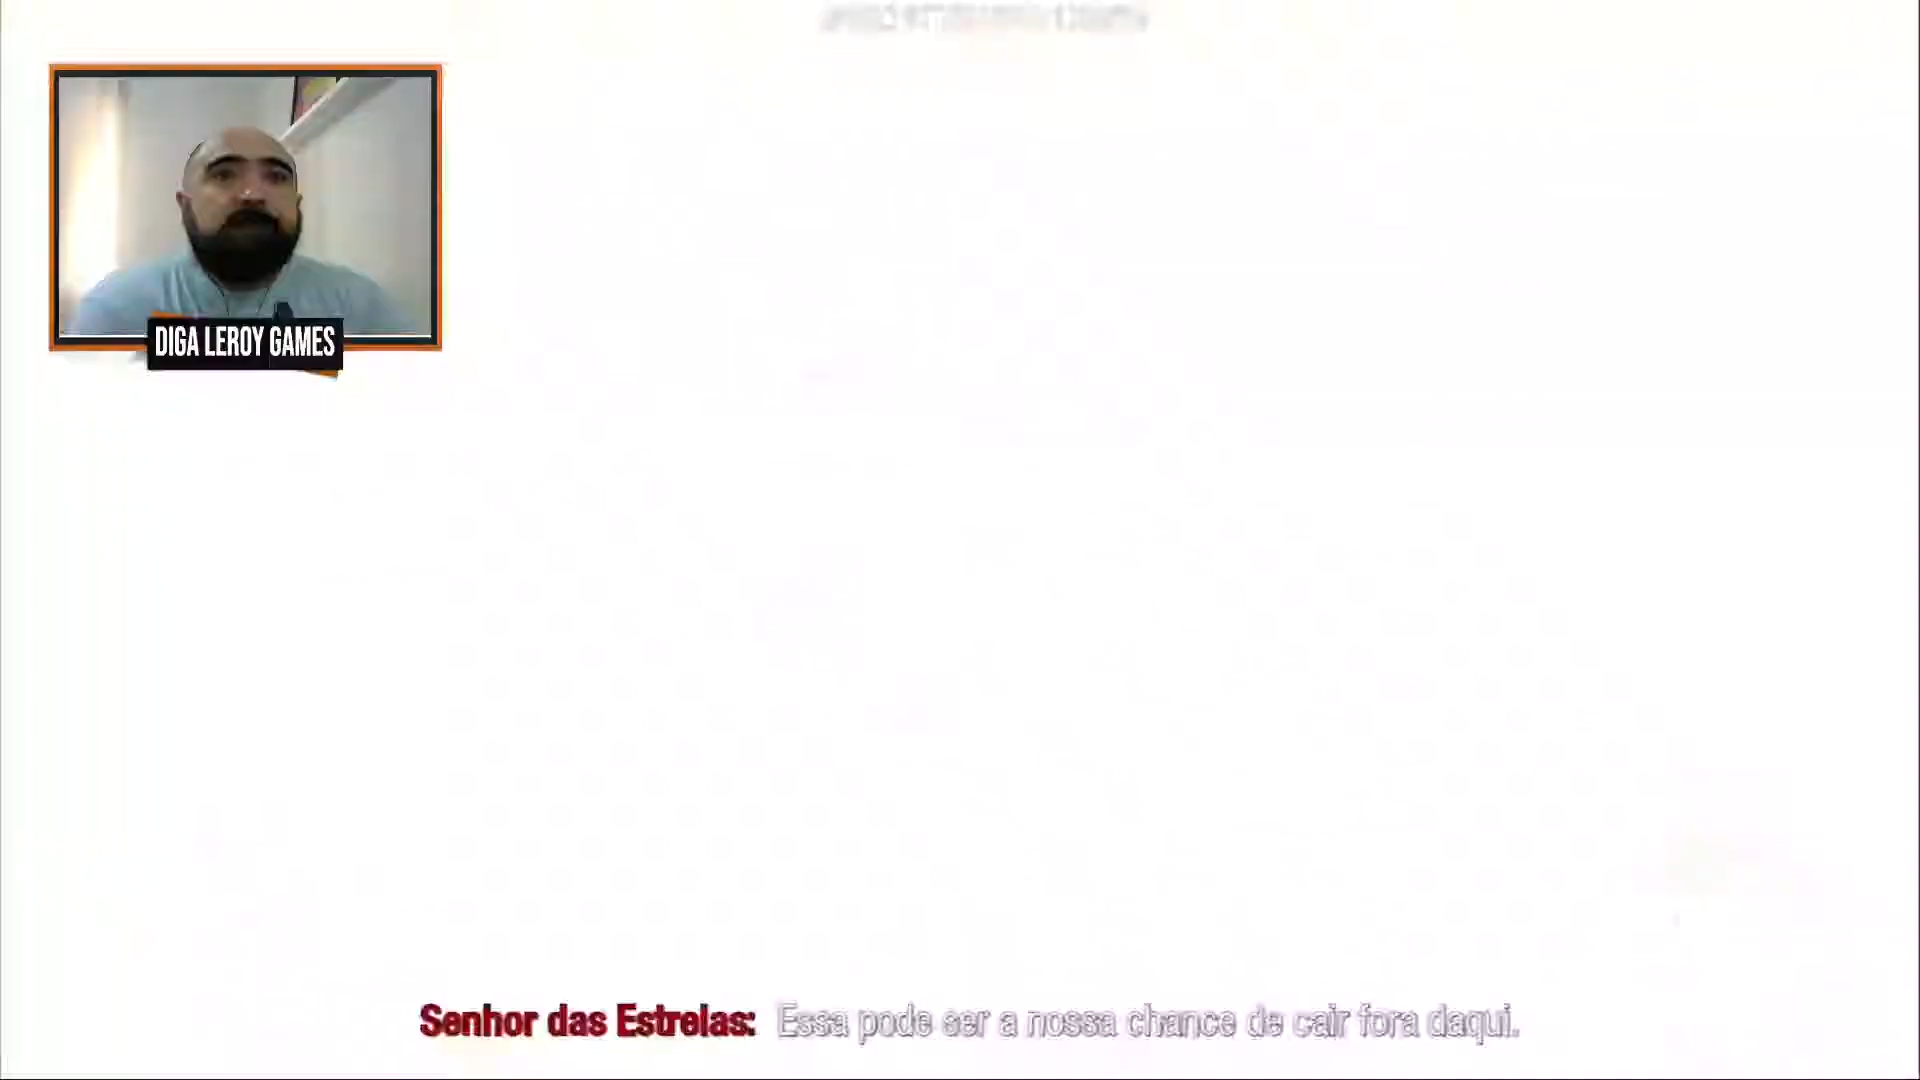 DIGA LEROY GAMES
Senhor das Estrelas: Essa pode ser a nossa chance de cair fora daqui.